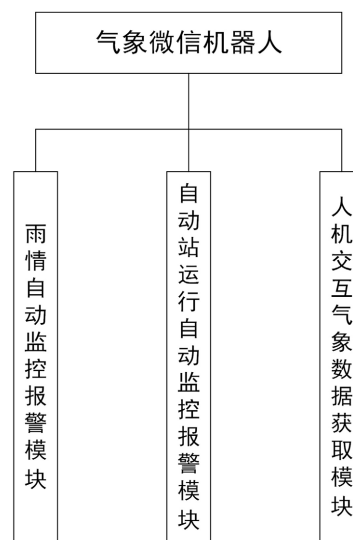 气象微信机器人
雨情自动监控报警模块
自动站运行自动监控报警模块
人机交互气象数据获取模块